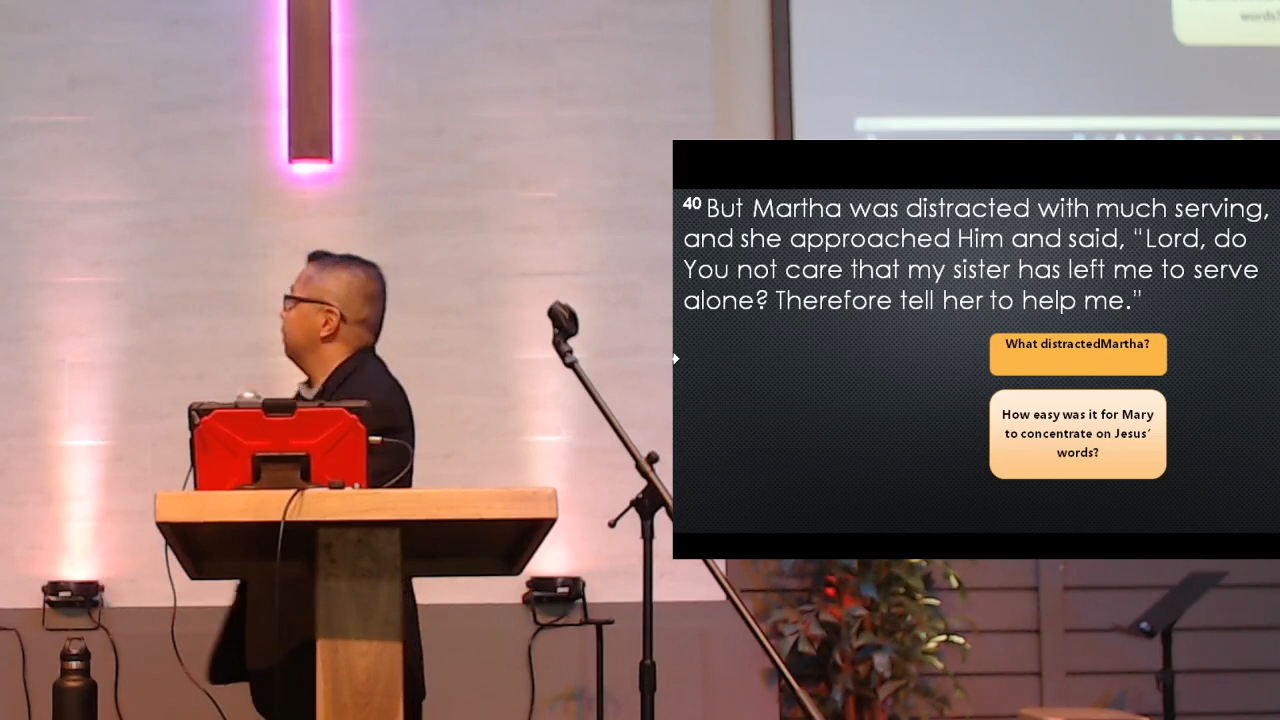 40 But Martha was distracted with much serving,
and she approached Him and said, “Lord, do
You not care that my sister has left me to serve
alone? Therefore tell her to help me.”
What distractedMartha?
How easy was it for Mary
to concentrate on Jesus’
words?
words?